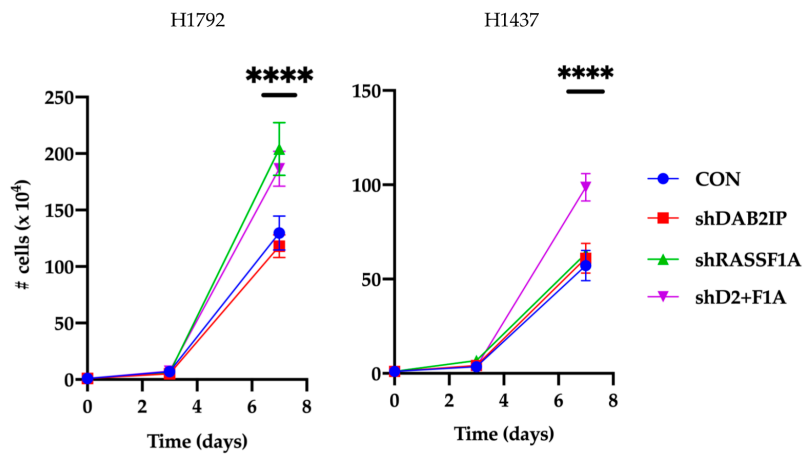 H1792
H1437
****
****
250
200
150
100
50
0
# cells (x 10⁴)
0 2 4 6 8
Time (days)
150
100
50
0
0 2 4 6 8
Time (days)
CON
shDAB2IP
shRASSF1A
shD2+F1A